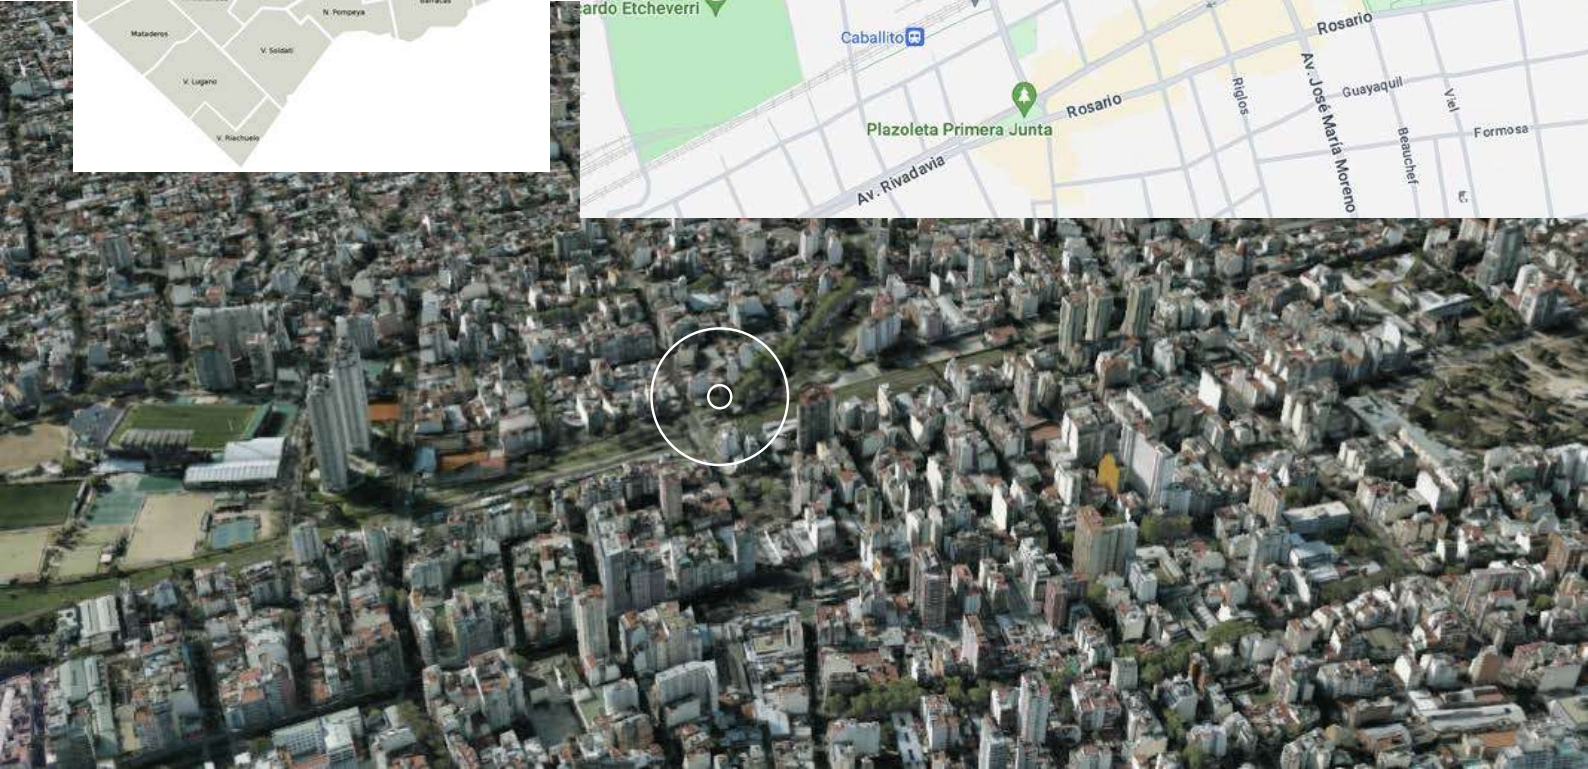 N. Pompeya
Mataderos
V. Soldati
V. Lugano
V. Riachuelo
ardo Etcheverri
Caballito
Rosario
Av. José María Moreno
Riglos
Guayaquil
Viel
Rosario
Plazoleta Primera Junta
Beauchef
Formosa
Av. Rivadavia